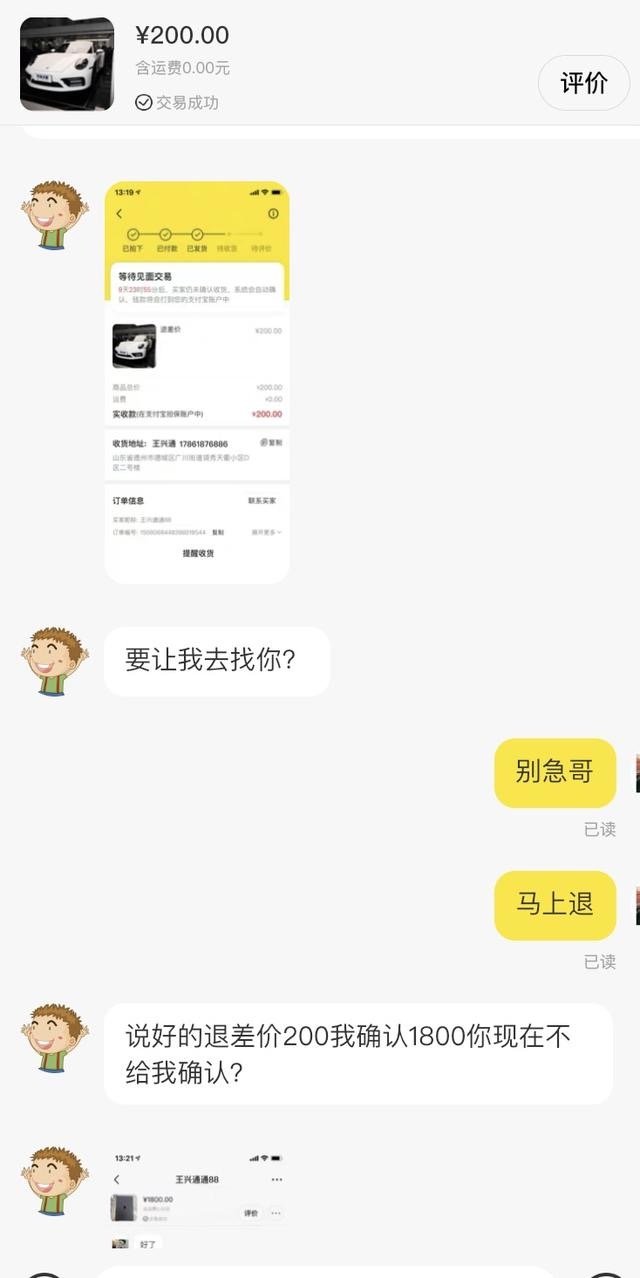 ¥200.00
含运费0.00元
交易成功
评价
13:19
已拍下 已付款 已发货 待收货 待评价
等待见面交易
9天23时55分后，买家仍未确认收货，系统会自动确
认，钱款将会打到您的支付宝账户中
退差价 ¥200.00
商品总价 ¥200.00
运费 ¥0.00
实收款(在支付宝担保账户中) ¥200.00
收货地址： 王兴通 17861876886 复制
山东省德州市德城区广川街道领秀天衢小区D
区二号楼
订单信息 联系买家
买家昵称: 王兴通通88
订单编号: 复制 展开更多
提醒收货
要让我去找你？
别急哥
已读
马上退
已读
说好的退差价200我确认1800你现在不
给我确认？
13:21
王兴通通88
¥1800.00
评价
好了